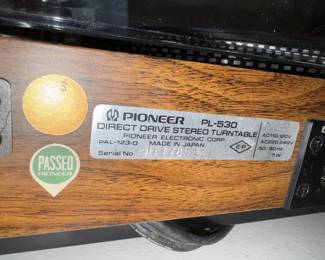 PIONEER PL-530
DIRECT DRIVE STEREO TURNTABLE
PIONEER ELECTRONIC CORP.
PAL-123-0 MADE IN JAPAN
Serial No
AC110,120V
AC220,240V
50, 60Hz
PASSED
PIONEER